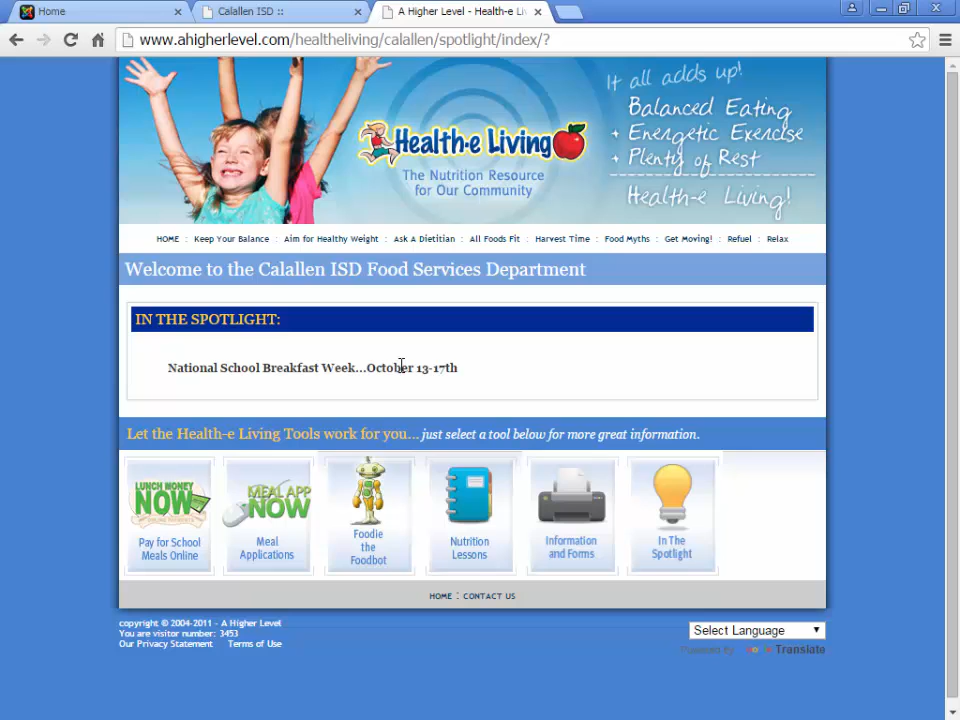 Home
Calallen ISD ::
A Higher Level - Health-e Li
www.ahigherlevel.com/healtheliving/calallen/spotlight/index/?
It all adds up!
Balanced Eating
+ Energetic Exercise
+ Plenty of Rest
Health-e Living!
Health-e Living
The Nutrition Resource
for Our Community
HOME : Keep Your Balance : Aim for Healthy Weight : Ask A Dietitian : All Foods Fit : Harvest Time : Food Myths : Get Moving! : Refuel : Relax
Welcome to the Calallen ISD Food Services Department
IN THE SPOTLIGHT:
National School Breakfast Week...October 13-17th
Let the Health-e Living Tools work for you... just select a tool below for more great information.
LUNCH MONEY
NOW
ONLINE PAYMENTS
Pay for School
Meals Online
MEAL APP
NOW
Meal
Applications
Foodie
the
Foodbot
Nutrition
Lessons
Information
and Forms
In The
Spotlight
HOME : CONTACT US
copyright © 2004-2011 - A Higher Level
You are visitor number: 3453
Our Privacy Statement Terms of Use
Select Language
Powered by Translate